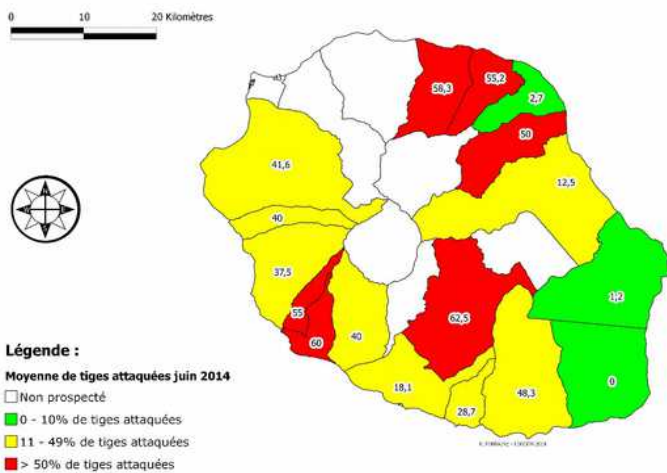 0 10 20 Kilomètres
58,3
55,2
2,7
50
41,6
12,5
40
37,5
1,2
55
62,5
60
40
0
48,3
18,1
28,7
Légende :
Moyenne de tiges attaquées juin 2014
Non prospecté
0 - 10% de tiges attaquées
11 - 49% de tiges attaquées
> 50% de tiges attaquées